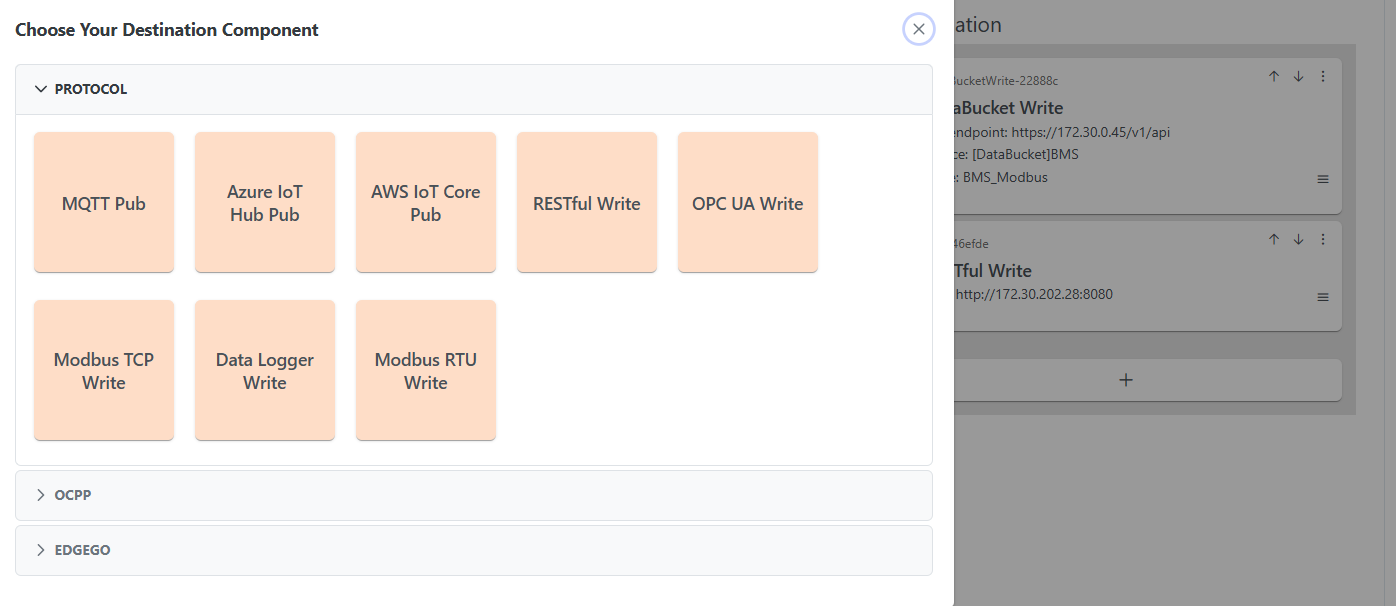 Choose Your Destination Component
PROTOCOL
MQTT Pub
Azure IoT
Hub Pub
AWS IoT Core
Pub
RESTful Write
OPC UA Write
Modbus TCP
Write
Data Logger
Write
Modbus RTU
Write
OCPP
EDGEGO
ation
BucketWrite-22888c
aBucket Write
endpoint: https://172.30.0.45/v1/api
ce: [DataBucket]BMS
: BMS_Modbus
46efde
Tful Write
http://172.30.202.28:8080